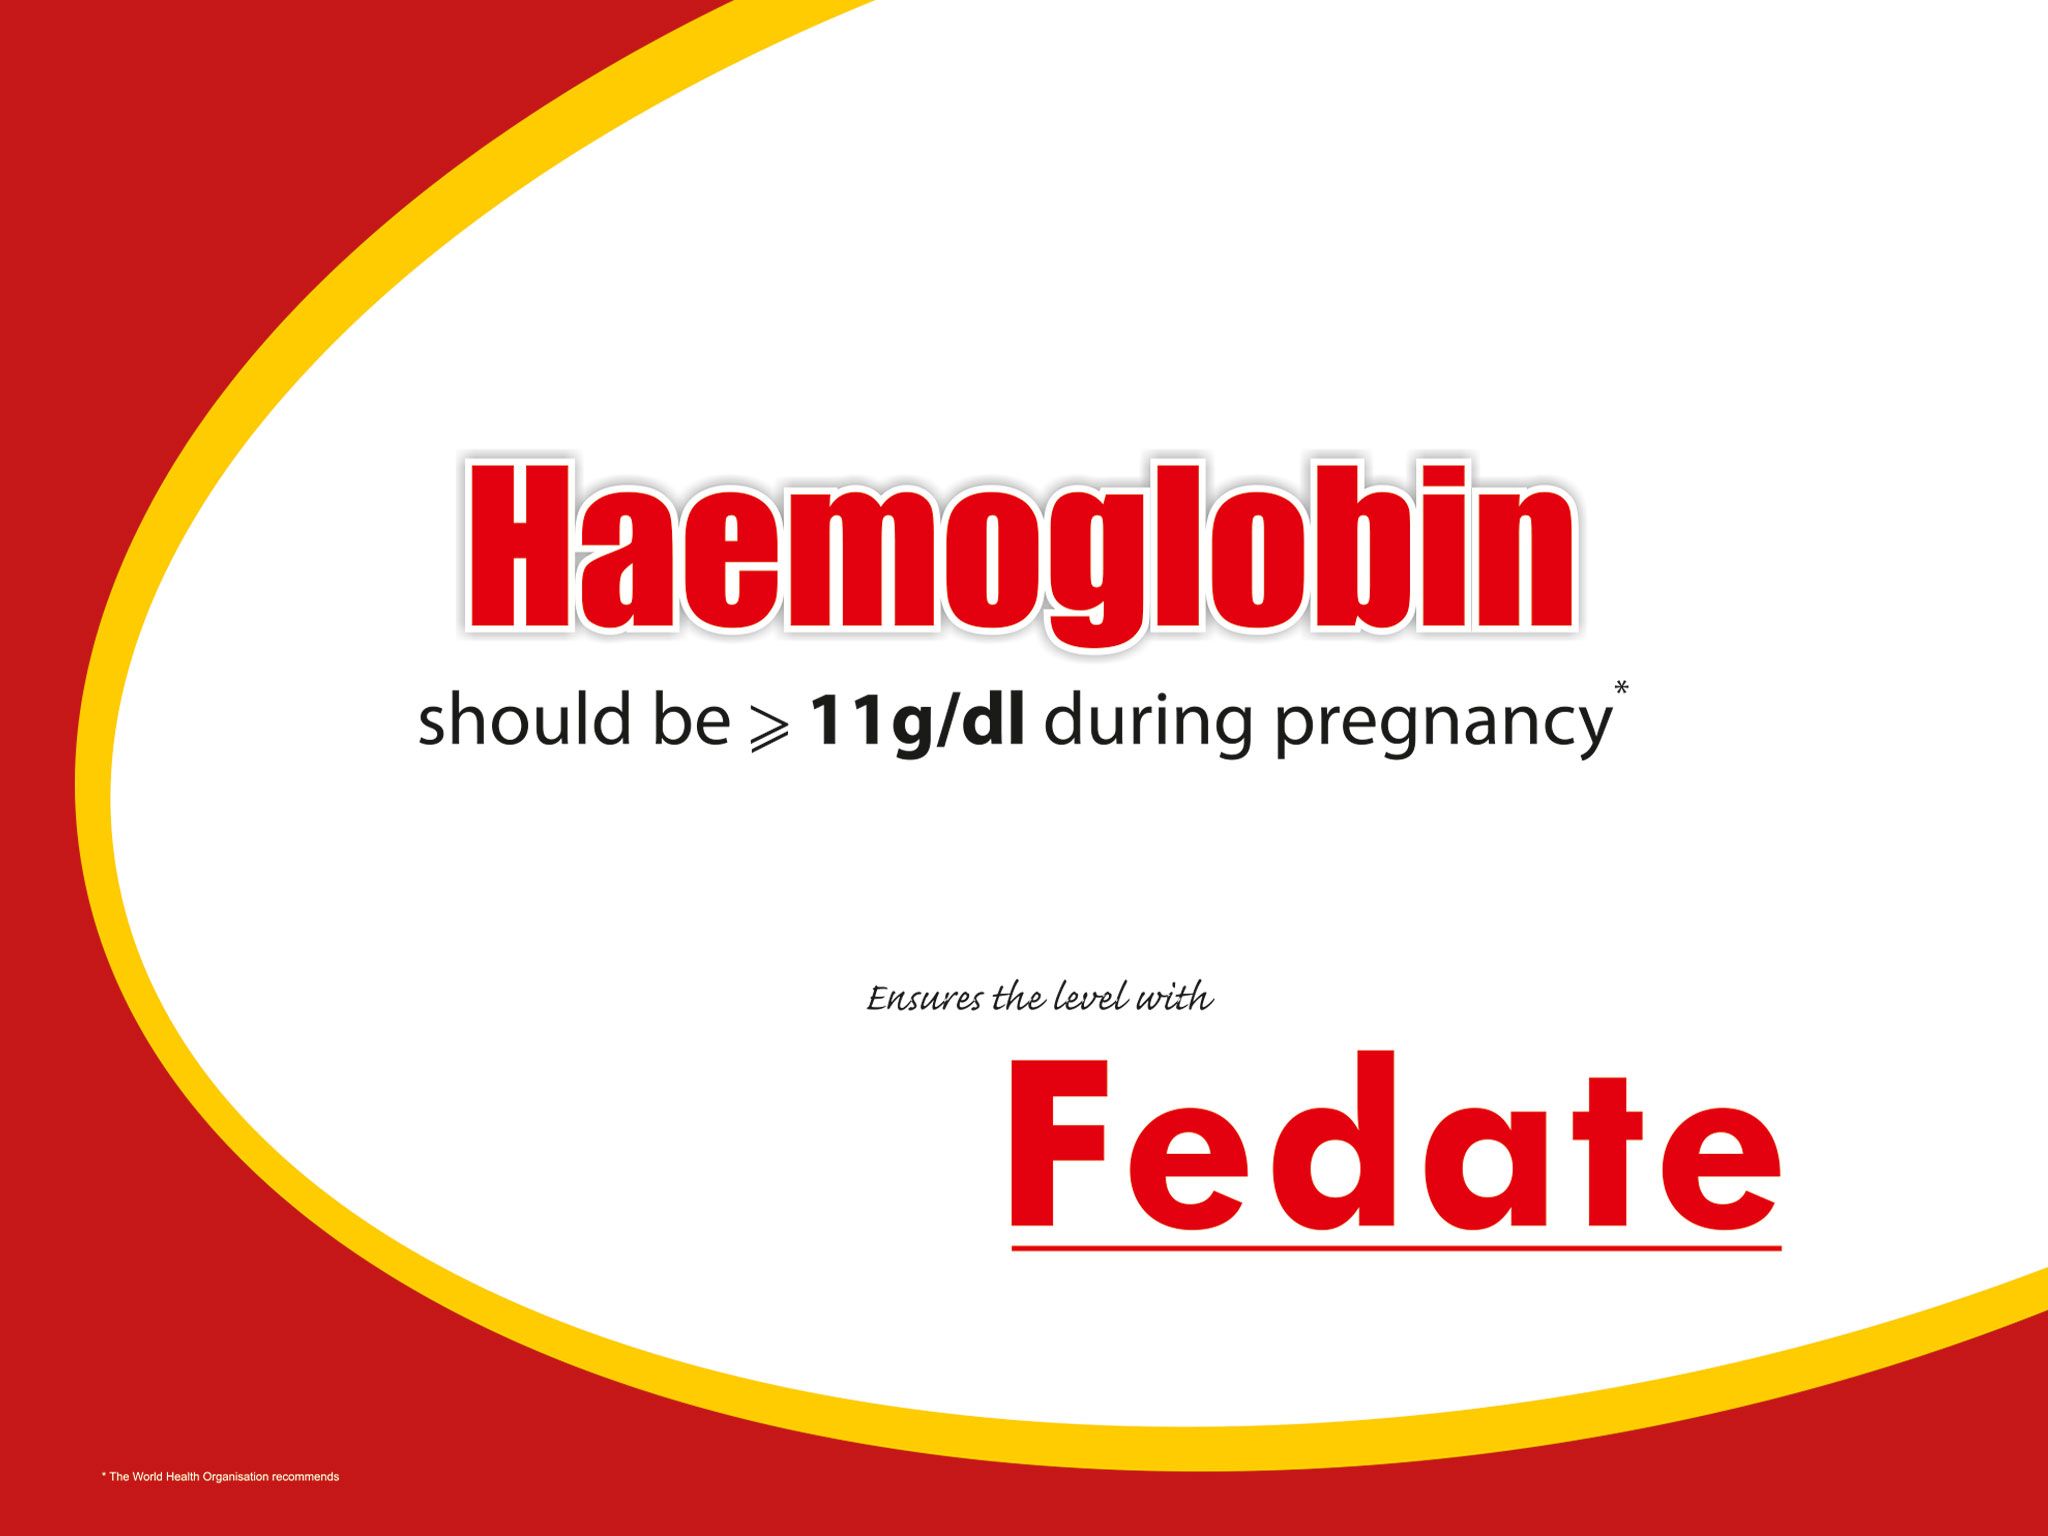 Haemoglobin
should be ⩾ 11g/dl during pregnancy*
Ensures the level with
Fedate
* The World Health Organisation recommends